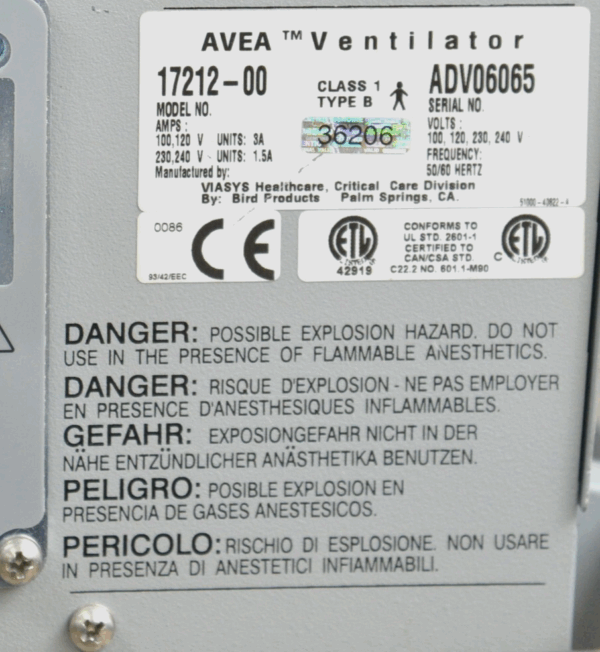 AVEA ™ Ventilator
17212-00 CLASS 1 ADV06065
MODEL NO. TYPE B SERIAL NO.
AMPS : 36206 VOLTS :
100,120 V UNITS: 3A 100, 120, 230, 240 V
230,240 V - UNITS: 1.5A FREQUENCY:
Manufactured by: 50/60 HERTZ
VIASYS Healthcare, Critical Care Division
By: Bird Products Palm Springs, CA.
51000-40822-A
0086 CE
93/42/EEC
ETL
42919
CONFORMS TO
UL STD. 2601-1
CERTIFIED TO
CAN/CSA STD.
C22.2 NO. 601.1-M90
C ETL
DANGER: POSSIBLE EXPLOSION HAZARD. DO NOT
USE IN THE PRESENCE OF FLAMMABLE ANESTHETICS.
DANGER: RISQUE D'EXPLOSION - NE PAS EMPLOYER
EN PRESENCE D'ANESTHESIQUES INFLAMMABLES.
GEFAHR: EXPOSIONGEFAHR NICHT IN DER
NÄHE ENTZÜNDLICHER ANÄSTHETIKA BENUTZEN.
PELIGRO: POSIBLE EXPLOSION EN
PRESENCIA DE GASES ANESTESICOS.
PERICOLO: RISCHIO DI ESPLOSIONE. NON USARE
IN PRESENZA DI ANESTETICI INFIAMMABILI.